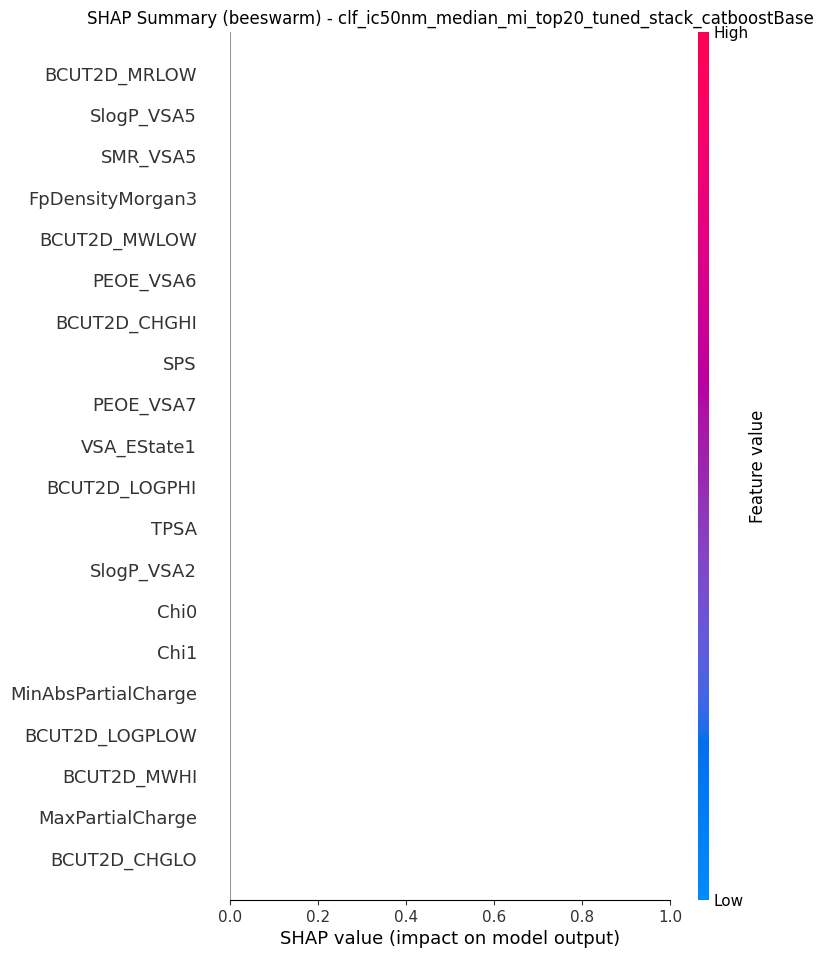 SHAP Summary (beeswarm) - clf_ic50nm_median_mi_top20_tuned_stack_catboostBase
High
BCUT2D_MRLOW
SlogP_VSA5
SMR_VSA5
FpDensityMorgan3
BCUT2D_MWLOW
PEOE_VSA6
BCUT2D_CHGHI
SPS
PEOE_VSA7
VSA_EState1
BCUT2D_LOGPHI
TPSA
SlogP_VSA2
Chi0
Chi1
MinAbsPartialCharge
BCUT2D_LOGPLOW
BCUT2D_MWHI
MaxPartialCharge
BCUT2D_CHGLO
Feature value
Low
0.0 0.2 0.4 0.6 0.8 1.0
SHAP value (impact on model output)